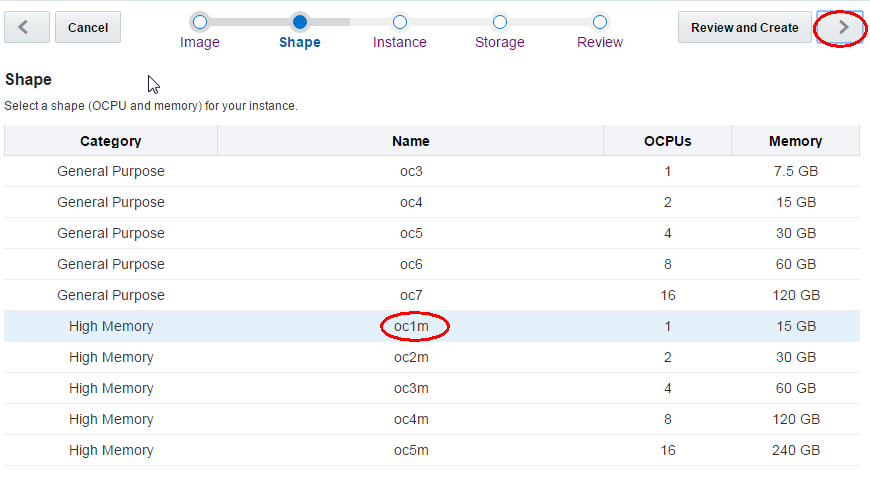 Cancel
Review and Create
Image Shape Instance Storage Review
Shape
Select a shape (OCPU and memory) for your instance.
Category Name OCPUs Memory
General Purpose oc3 1 7.5 GB
General Purpose oc4 2 15 GB
General Purpose oc5 4 30 GB
General Purpose oc6 8 60 GB
General Purpose oc7 16 120 GB
High Memory oc1m 1 15 GB
High Memory oc2m 2 30 GB
High Memory oc3m 4 60 GB
High Memory oc4m 8 120 GB
High Memory oc5m 16 240 GB